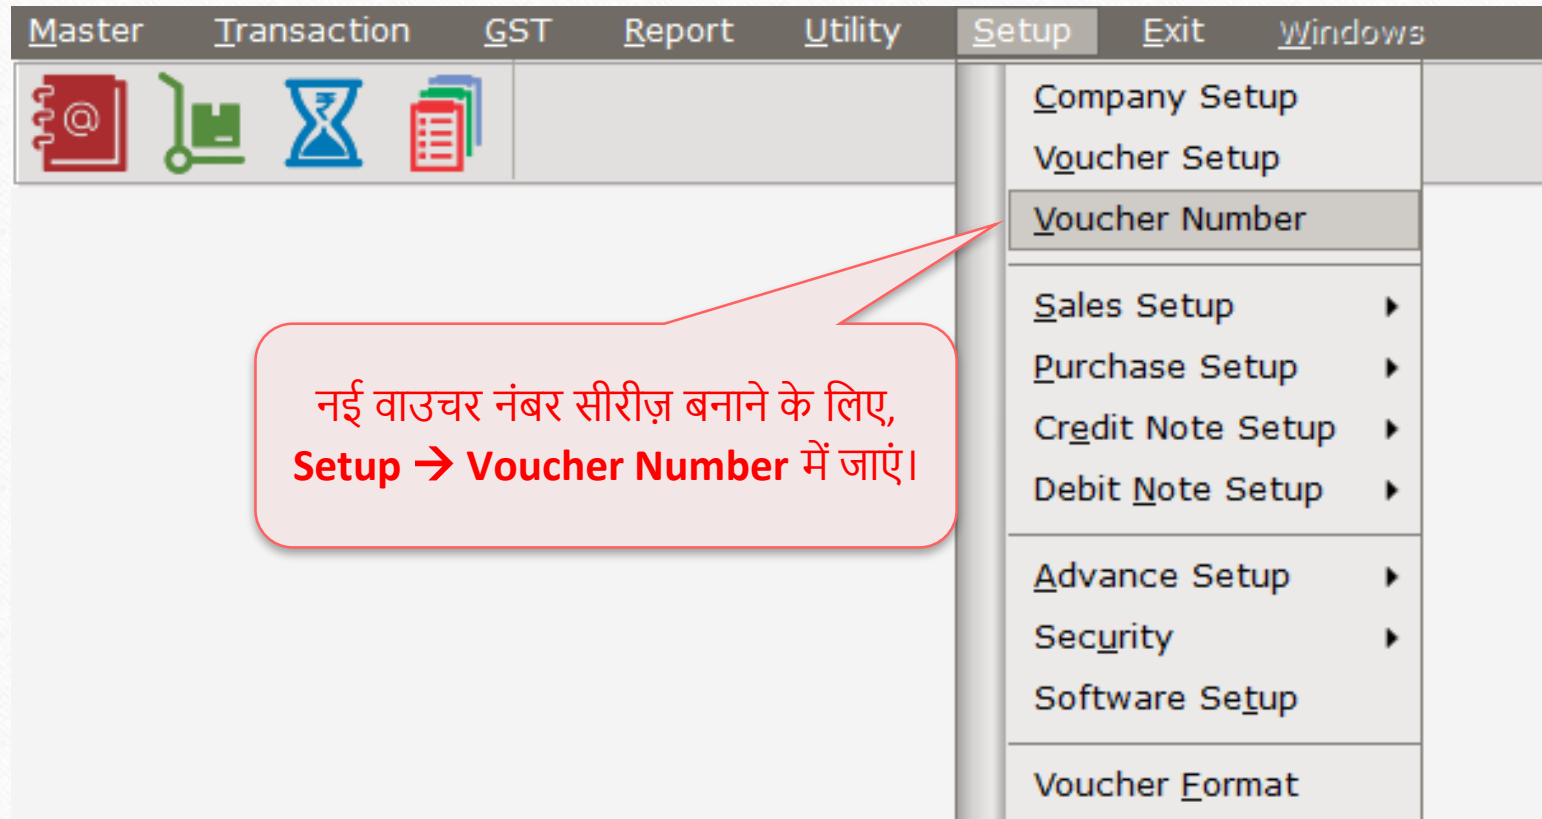 Master Transaction GST Report Utility Setup Exit Windows
Company Setup
Voucher Setup
Voucher Number
Sales Setup
Purchase Setup
Credit Note Setup
Debit Note Setup
Advance Setup
Security
Software Setup
Voucher Format
नई वाउचर नंबर सीरीज़ बनाने के लिए,
Setup → Voucher Number में जाएं।